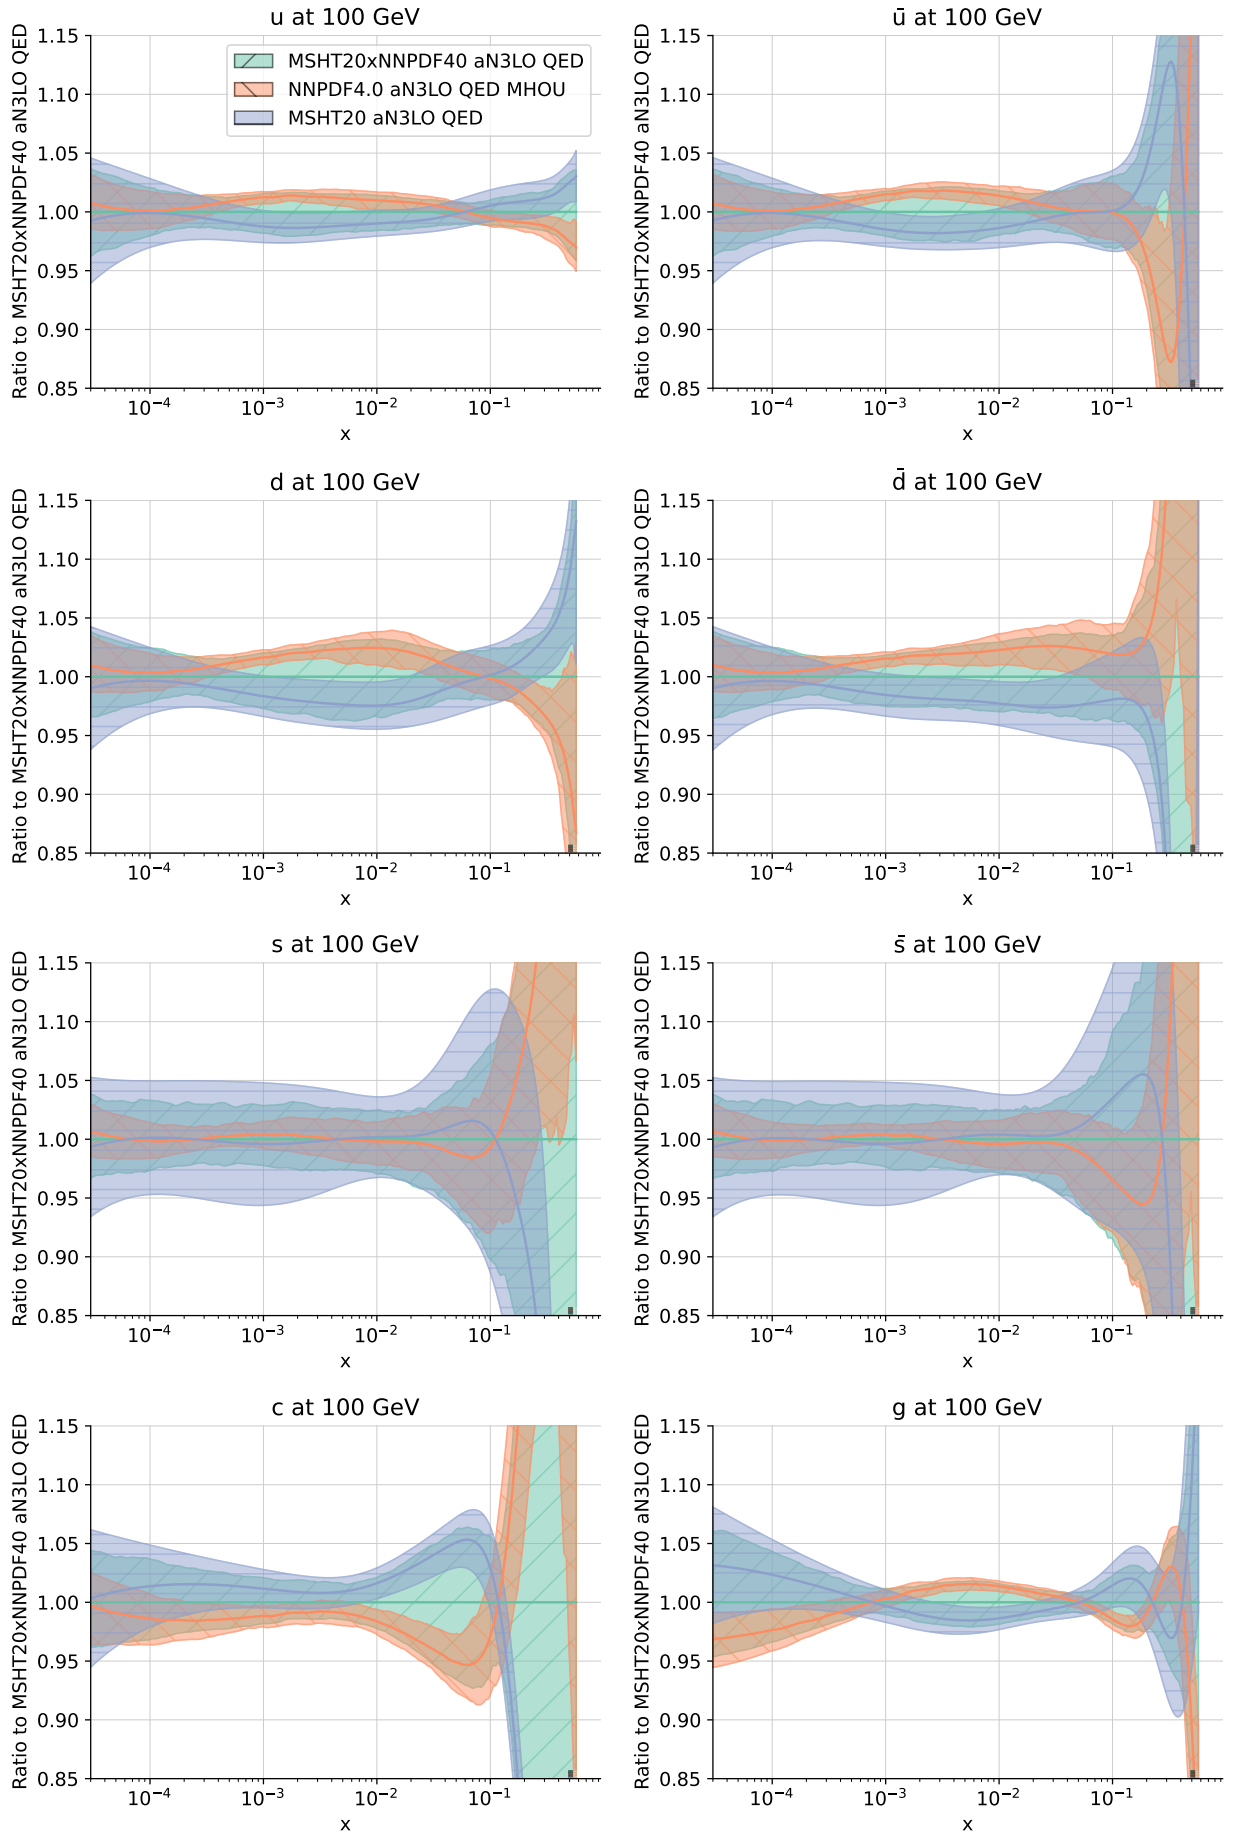 u at 100 GeV
Ratio to MSHT20xNNPDF40 aN3LO QED
1.15
1.10
1.05
1.00
0.95
0.90
0.85
MSHT20xNNPDF40 aN3LO QED
NNPDF4.0 aN3LO QED MHOU
MSHT20 aN3LO QED
10⁻⁴ 10⁻³ 10⁻² 10⁻¹
x
ū at 100 GeV
Ratio to MSHT20xNNPDF40 aN3LO QED
1.15
1.10
1.05
1.00
0.95
0.90
0.85
10⁻⁴ 10⁻³ 10⁻² 10⁻¹
x
d at 100 GeV
Ratio to MSHT20xNNPDF40 aN3LO QED
1.15
1.10
1.05
1.00
0.95
0.90
0.85
10⁻⁴ 10⁻³ 10⁻² 10⁻¹
x
d̄ at 100 GeV
Ratio to MSHT20xNNPDF40 aN3LO QED
1.15
1.10
1.05
1.00
0.95
0.90
0.85
10⁻⁴ 10⁻³ 10⁻² 10⁻¹
x
s at 100 GeV
Ratio to MSHT20xNNPDF40 aN3LO QED
1.15
1.10
1.05
1.00
0.95
0.90
0.85
10⁻⁴ 10⁻³ 10⁻² 10⁻¹
x
s̄ at 100 GeV
Ratio to MSHT20xNNPDF40 aN3LO QED
1.15
1.10
1.05
1.00
0.95
0.90
0.85
10⁻⁴ 10⁻³ 10⁻² 10⁻¹
x
c at 100 GeV
Ratio to MSHT20xNNPDF40 aN3LO QED
1.15
1.10
1.05
1.00
0.95
0.90
0.85
10⁻⁴ 10⁻³ 10⁻² 10⁻¹
x
g at 100 GeV
Ratio to MSHT20xNNPDF40 aN3LO QED
1.15
1.10
1.05
1.00
0.95
0.90
0.85
10⁻⁴ 10⁻³ 10⁻² 10⁻¹
x